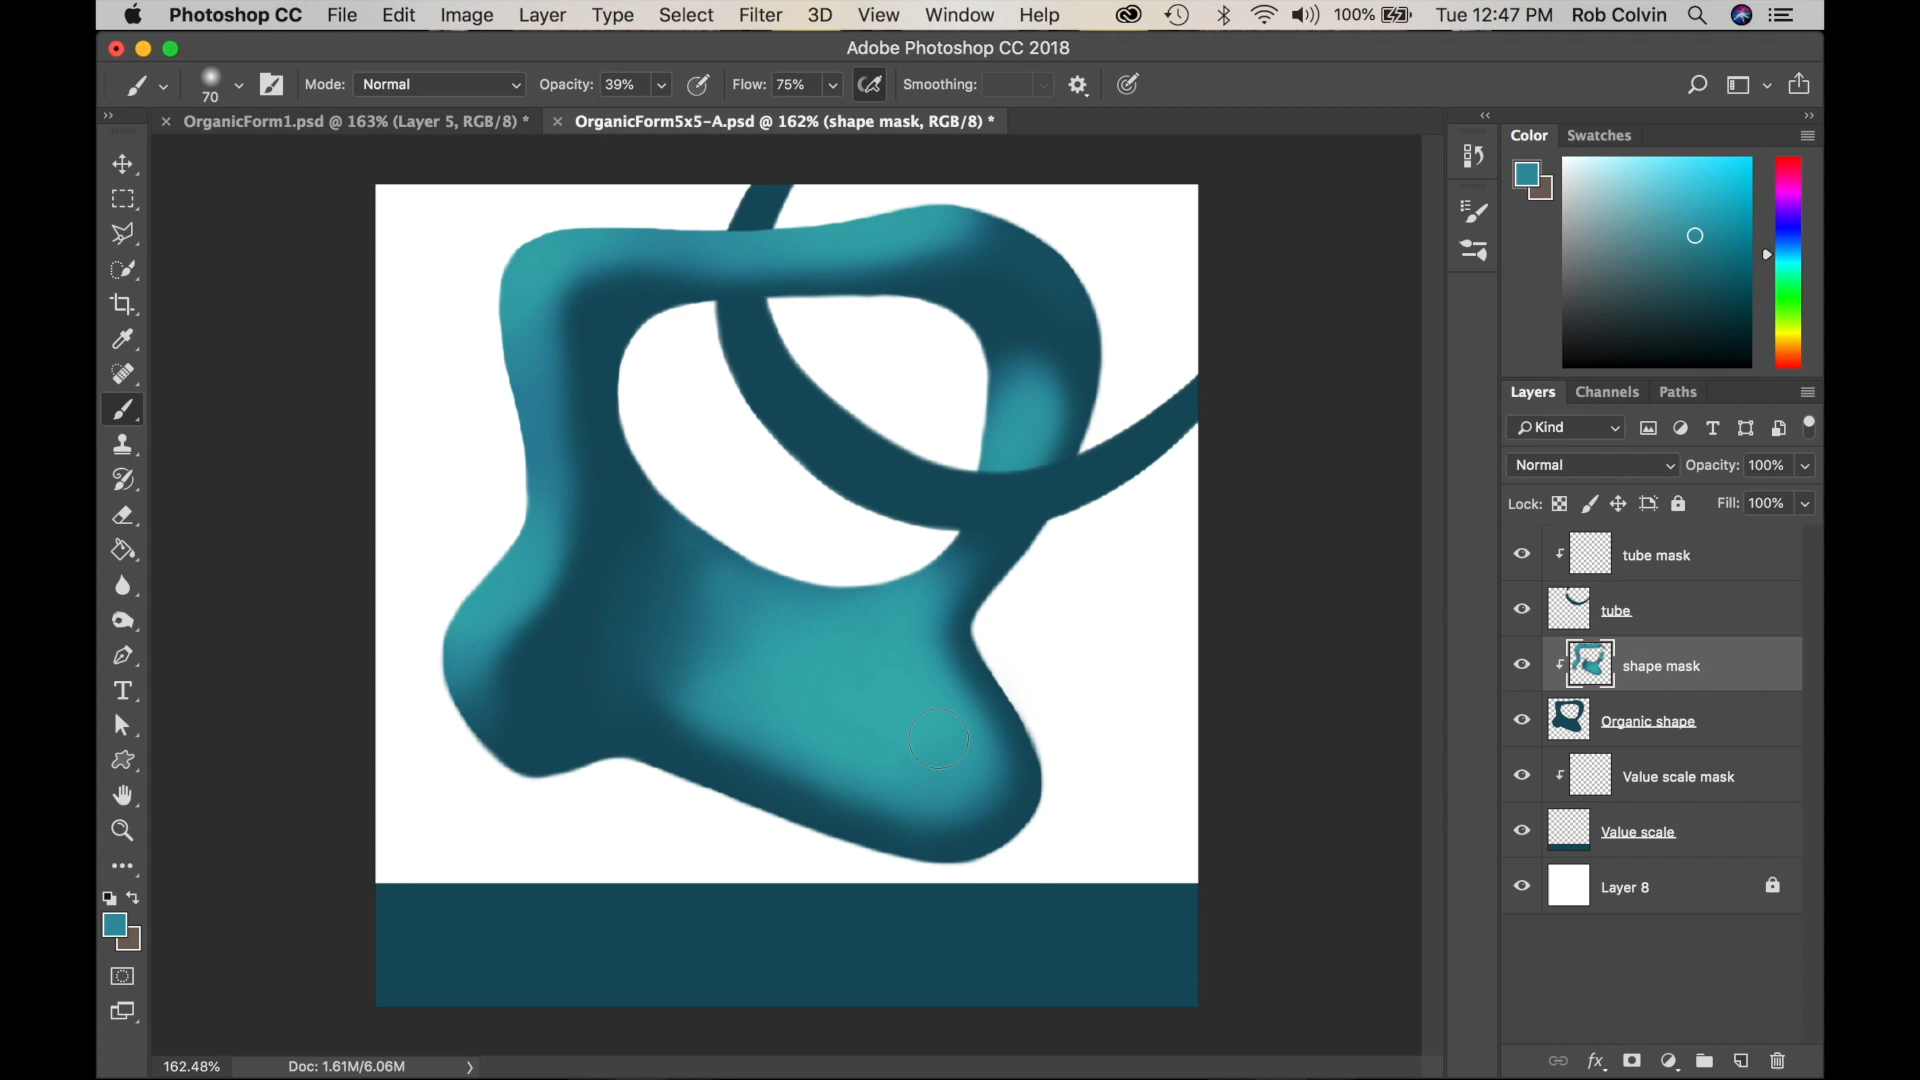 Photoshop CC File Edit Image Layer Type Select Filter 3D View Window Help 100% Tue 12:47 PM Rob Colvin
Adobe Photoshop CC 2018
70 Mode: Normal Opacity: 39% Flow: 75% Smoothing:
OrganicForm1.psd @ 163% (Layer 5, RGB/8) *
OrganicForm5x5-A.psd @ 162% (shape mask, RGB/8) *
Color Swatches
Layers Channels Paths
Kind
Normal Opacity: 100%
Lock: Fill: 100%
tube mask
tube
shape mask
Organic shape
Value scale mask
Value scale
Layer 8
162.48% Doc: 1.61M/6.06M